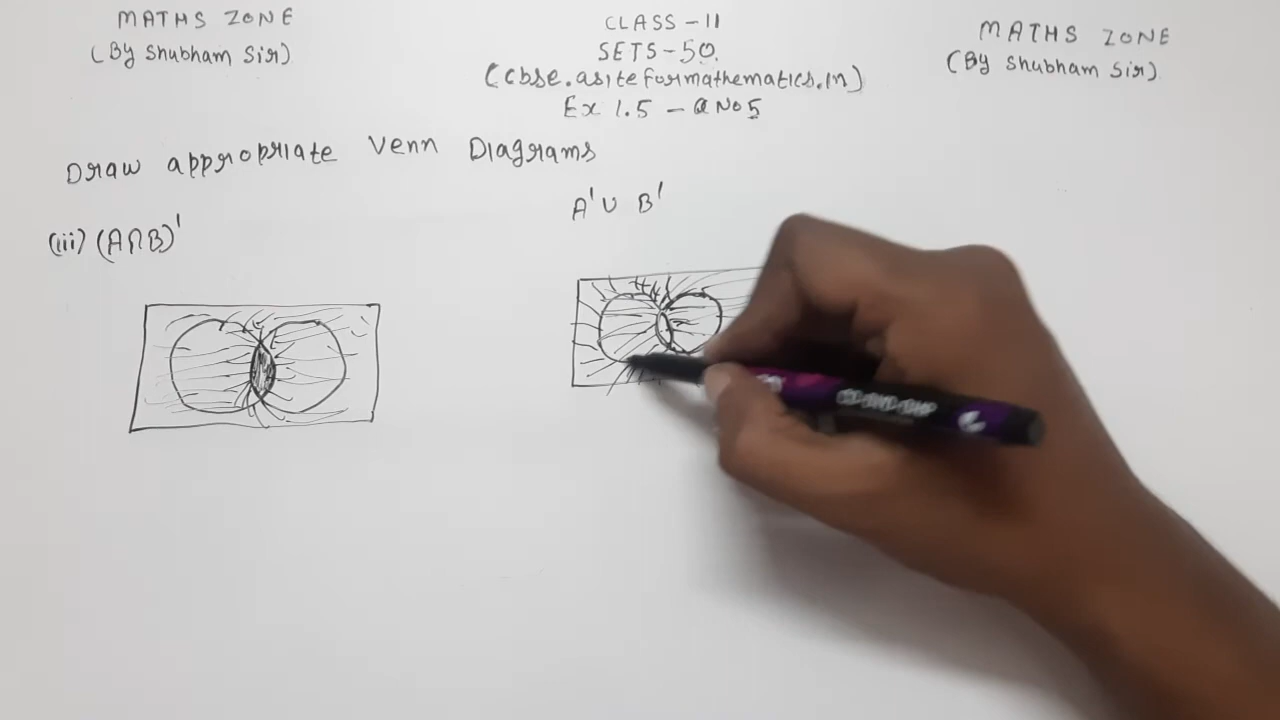 MATHS ZONE
(By Shubham Sir)
CLASS - 11
SETS - 50.
(cbse.asiteformathematics.in)
Ex 1.5 - Q No 5
MATHS ZONE
(By Shubham Sir)
Draw appropriate Venn Diagrams
(iii) (A∩B)'
A' ∪ B'